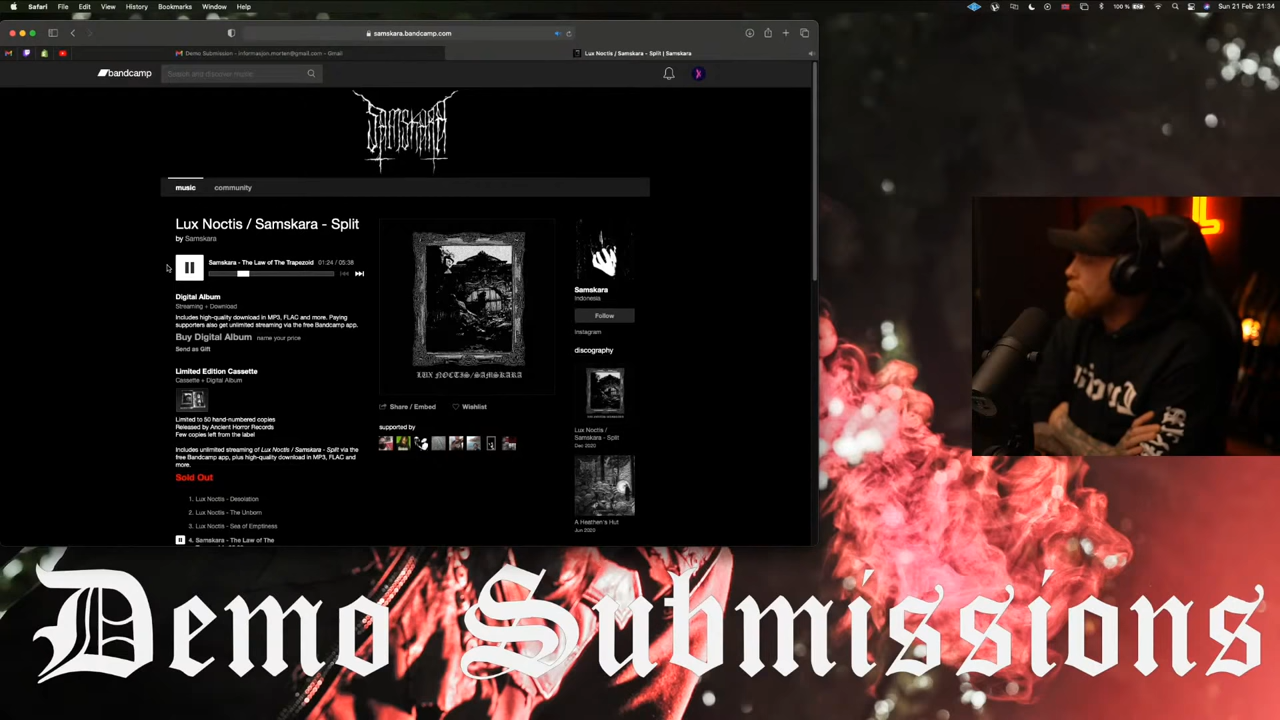 Safari File Edit View History Bookmarks Window Help
100 % Sun 21 Feb 21:34
samskara.bandcamp.com
Demo Submission - informasjon.morten@gmail.com - Gmail
Lux Noctis / Samskara - Split | Samskara
bandcamp
Search and discover music
SAMSKARA
music community
Lux Noctis / Samskara - Split
by Samskara
Samskara - The Law of The Trapezoid 01:24 / 05:38
Digital Album
Streaming + Download
Includes high-quality download in MP3, FLAC and more. Paying
supporters also get unlimited streaming via the free Bandcamp app.
Buy Digital Album name your price
Send as Gift
Limited Edition Cassette
Cassette + Digital Album
Limited to 50 hand-numbered copies
Released by Ancient Horror Records
Few copies left from the label!
Includes unlimited streaming of Lux Noctis / Samskara - Split via the
free Bandcamp app, plus high-quality download in MP3, FLAC and
more.
Sold Out
1. Lux Noctis - Desolation
2. Lux Noctis - The Unborn
3. Lux Noctis - Sea of Emptiness
4. Samskara - The Law of The
LUX NOCTIS/SAMSKARA
Share / Embed
Wishlist
supported by
Samskara
Indonesia
Follow
Instagram
discography
Lux Noctis /
Samskara - Split
Dec 2020
A Heathen's Hut
Jun 2020
Demo Submissions